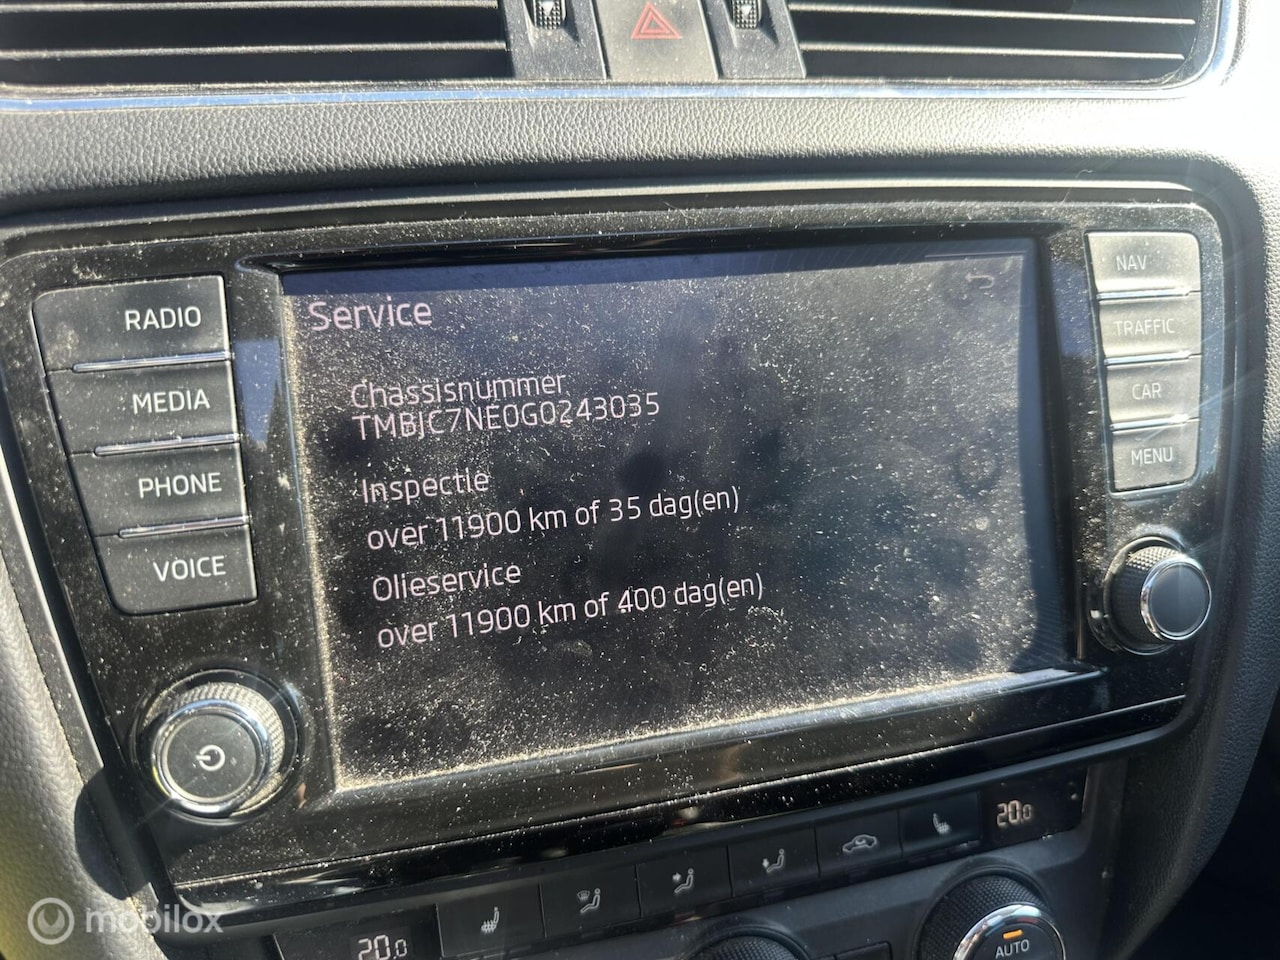 RADIO
MEDIA
PHONE
VOICE
Service
Chassisnummer
TMBJC7NE0G0243035
Inspectie
over 11900 km of 35 dag(en)
Olieservice
over 11900 km of 400 dag(en)
NAV
TRAFFIC
CAR
MENU
20.0
20.0
AUTO
mobilox